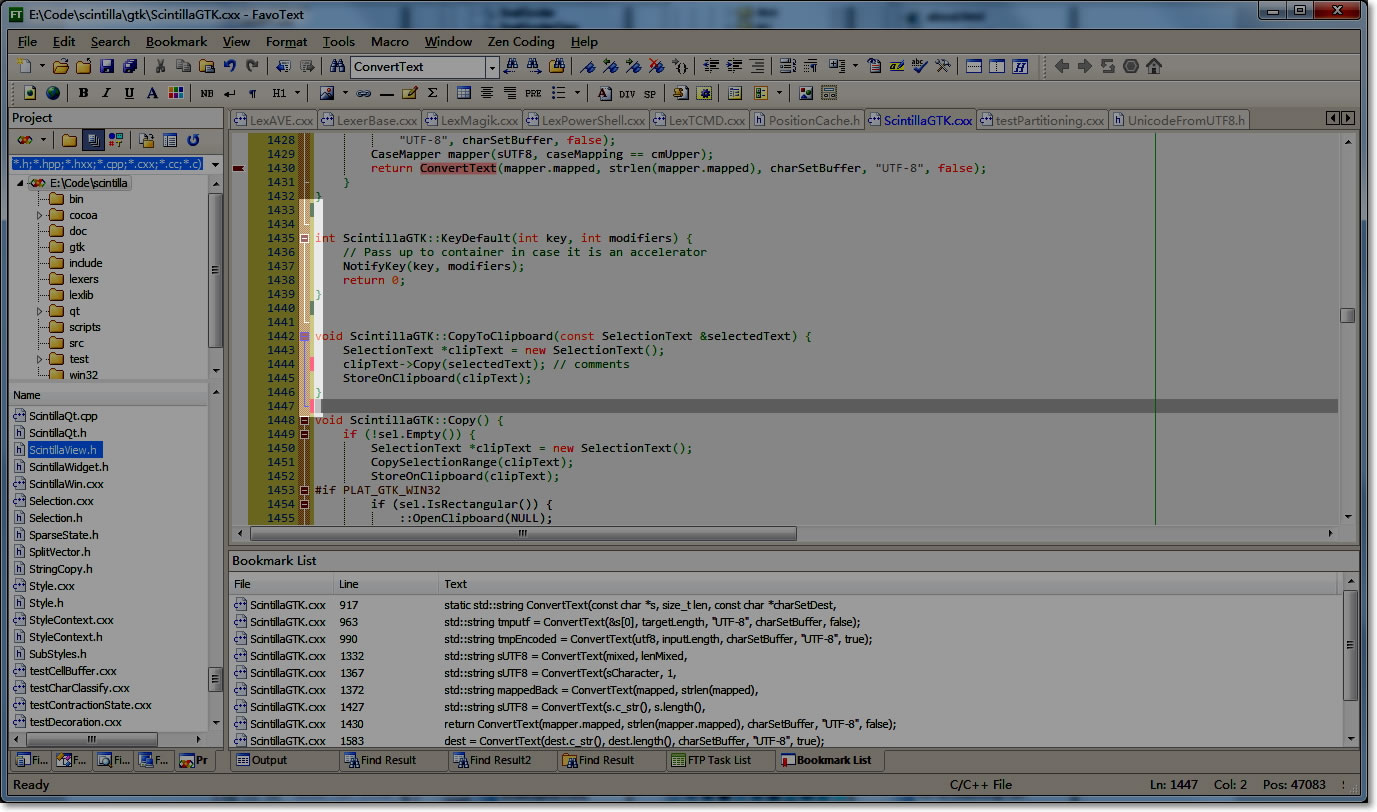 E:\Code\scintilla\gtk\ScintillaGTK.cxx - FavoText
File Edit Search Bookmark View Format Tools Macro Window Zen Coding Help
ConvertText
B I U A NB H1 PRE DIV SP
Project
*.h;*.hpp;*.hxx;*.cpp;*.cxx;*.cc;*.c)
E:\Code\scintilla
bin
cocoa
doc
gtk
include
lexers
lexlib
qt
scripts
src
test
win32
Name
ScintillaQt.cpp
ScintillaQt.h
ScintillaView.h
ScintillaWidget.h
ScintillaWin.cxx
Selection.cxx
Selection.h
SparseState.h
SplitVector.h
StringCopy.h
Style.cxx
Style.h
StyleContext.cxx
StyleContext.h
SubStyles.h
testCellBuffer.cxx
testCharClassify.cxx
testContractionState.cxx
testDecoration.cxx
Fi... F... Fi... F... Pr
LexAVE.cxx LexerBase.cxx LexMagik.cxx LexPowerShell.cxx LexTCMD.cxx PositionCache.h ScintillaGTK.cxx testPartitioning.cxx UnicodeFromUTF8.h
1428 "UTF-8", charSetBuffer, false);
1429 CaseMapper mapper(sUTF8, caseMapping == cmUpper);
1430 return ConvertText(mapper.mapped, strlen(mapper.mapped), charSetBuffer, "UTF-8", false);
1431 }
1432 }
1433
1434
1435 int ScintillaGTK::KeyDefault(int key, int modifiers) {
1436 // Pass up to container in case it is an accelerator
1437 NotifyKey(key, modifiers);
1438 return 0;
1439 }
1440
1441
1442 void ScintillaGTK::CopyToClipboard(const SelectionText &selectedText) {
1443 SelectionText *clipText = new SelectionText();
1444 clipText->Copy(selectedText); // comments
1445 StoreOnClipboard(clipText);
1446 }
1447
1448 void ScintillaGTK::Copy() {
1449 if (!sel.Empty()) {
1450 SelectionText *clipText = new SelectionText();
1451 CopySelectionRange(clipText);
1452 StoreOnClipboard(clipText);
1453 #if PLAT_GTK_WIN32
1454 if (sel.IsRectangular()) {
1455 ::OpenClipboard(NULL);
Bookmark List
File Line Text
ScintillaGTK.cxx 917 static std::string ConvertText(const char *s, size_t len, const char *charSetDest,
ScintillaGTK.cxx 963 std::string tmputf = ConvertText(&s[0], targetLength, "UTF-8", charSetBuffer, false);
ScintillaGTK.cxx 990 std::string tmpEncoded = ConvertText(utf8, inputLength, charSetBuffer, "UTF-8", true);
ScintillaGTK.cxx 1332 std::string sUTF8 = ConvertText(mixed, lenMixed,
ScintillaGTK.cxx 1367 std::string sUTF8 = ConvertText(sCharacter, 1,
ScintillaGTK.cxx 1372 std::string mappedBack = ConvertText(mapped, strlen(mapped),
ScintillaGTK.cxx 1427 std::string sUTF8 = ConvertText(s.c_str(), s.length(),
ScintillaGTK.cxx 1430 return ConvertText(mapper.mapped, strlen(mapper.mapped), charSetBuffer, "UTF-8", false);
ScintillaGTK.cxx 1583 dest = ConvertText(dest.c_str(), dest.length(), charSetBuffer, "UTF-8", true);
Output Find Result Find Result2 Find Result FTP Task List Bookmark List
Ready C/C++ File Ln: 1447 Col: 2 Pos: 47083